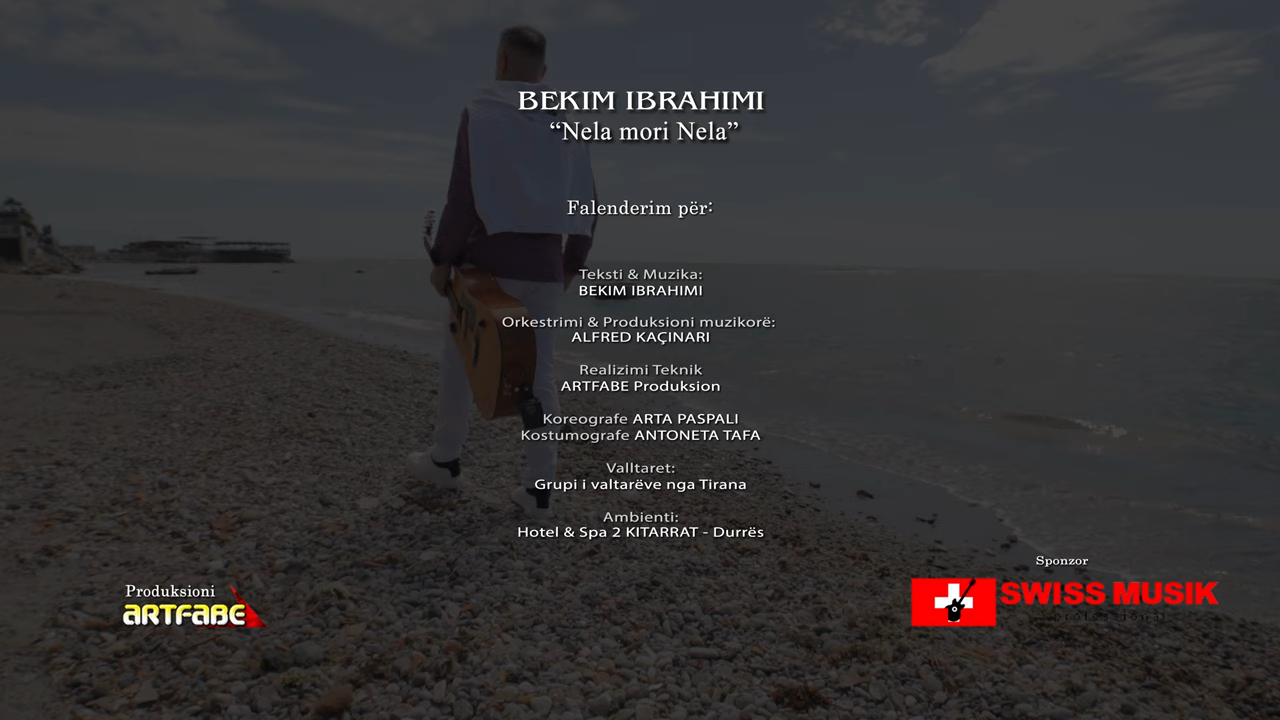 BEKIM IBRAHIMI
“Nela mori Nela”
Falenderim për:
Teksti & Muzika:
BEKIM IBRAHIMI
Orkestrimi & Produksioni muzikorë:
ALFRED KAÇINARI
Realizimi Teknik
ARTFABE Produksion
Koreografe ARTA PASPALI
Kostumografe ANTONETA TAFA
Valltaret:
Grupi i valtarëve nga Tirana
Ambienti:
Hotel & Spa 2 KITARRAT - Durrës
Produksioni
ARTFABE
Sponzor
SWISS MUSIK
professional